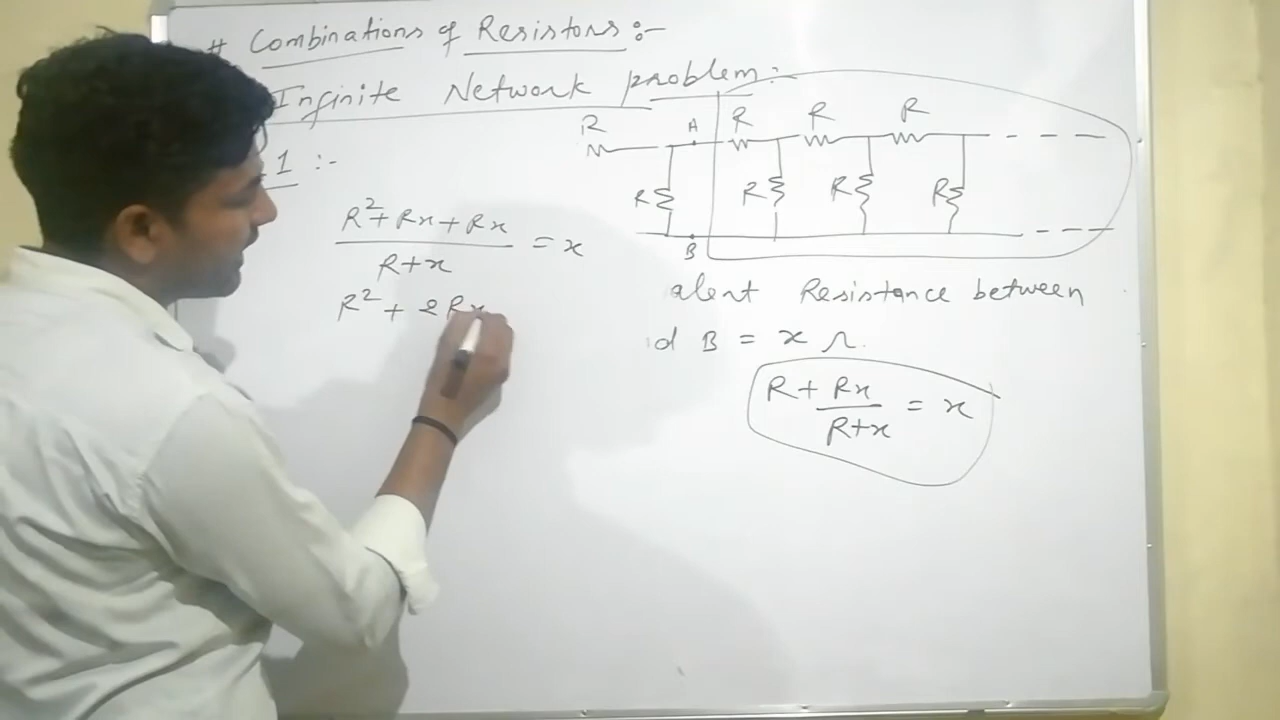 # Combinations of Resistors :-
Infinite Network problem :-
1 :-
R A R R R
R R R R
B
R² + Rx + Rx
―――――― = x
R + x
R² + 2Rx
alent Resistance between
d B = x Ω.
R + Rx/R+x = x